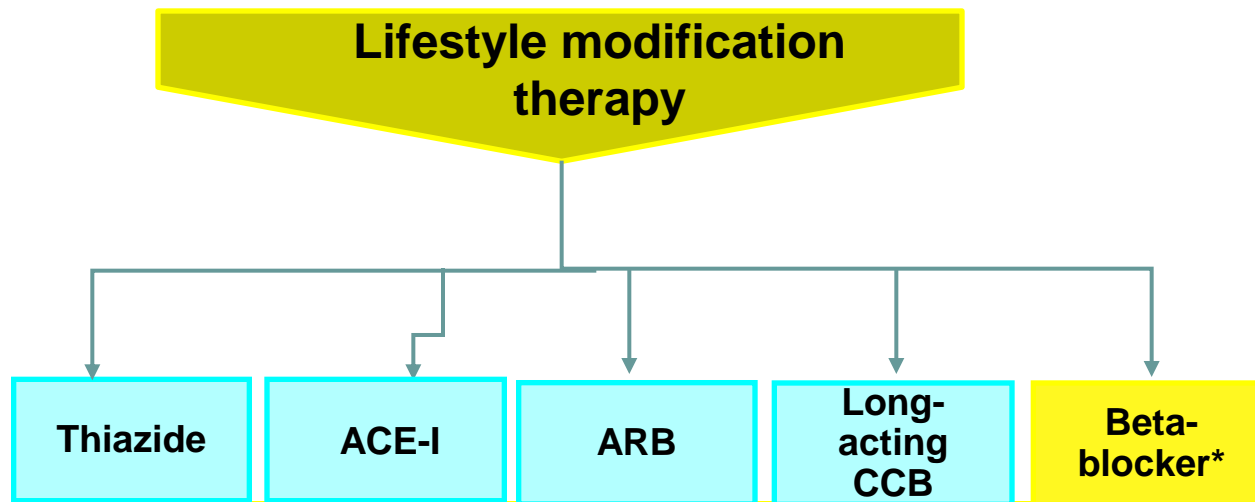 Lifestyle modification
therapy
Thiazide
ACE-I
ARB
Long-
acting
CCB
Beta-
blocker*